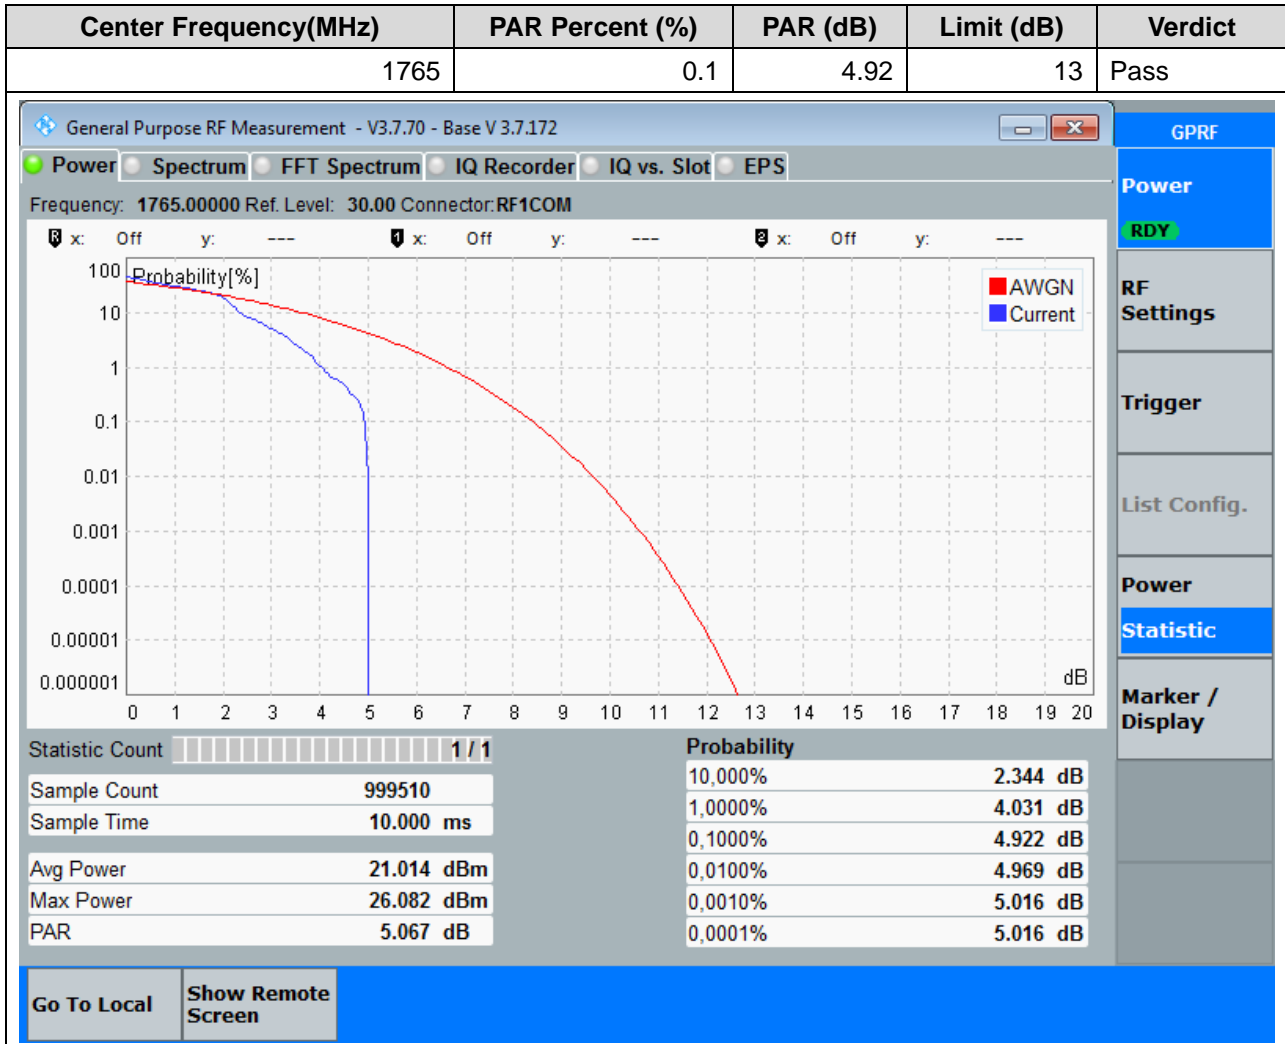 Center Frequency(MHz) PAR Percent (%) PAR (dB) Limit (dB) Verdict
1765 0.1 4.92 13 Pass
General Purpose RF Measurement - V3.7.70 - Base V 3.7.172
GPRF
Power Spectrum FFT Spectrum IQ Recorder IQ vs. Slot EPS
Frequency: 1765.00000 Ref. Level: 30.00 Connector:RF1COM
R x: Off y: --- 1 x: Off y: --- 2 x: Off y: ---
Probability[%]
AWGN
Current
100
10
1
0.1
0.01
0.001
0.0001
0.00001
0.000001
dB
0 1 2 3 4 5 6 7 8 9 10 11 12 13 14 15 16 17 18 19 20
Statistic Count 1 / 1
Sample Count 999510
Sample Time 10.000 ms
Avg Power 21.014 dBm
Max Power 26.082 dBm
PAR 5.067 dB
Probability
10,000% 2.344 dB
1,0000% 4.031 dB
0,1000% 4.922 dB
0,0100% 4.969 dB
0,0010% 5.016 dB
0,0001% 5.016 dB
Power
RDY
RF
Settings
Trigger
List Config.
Power
Statistic
Marker /
Display
Go To Local
Show Remote
Screen